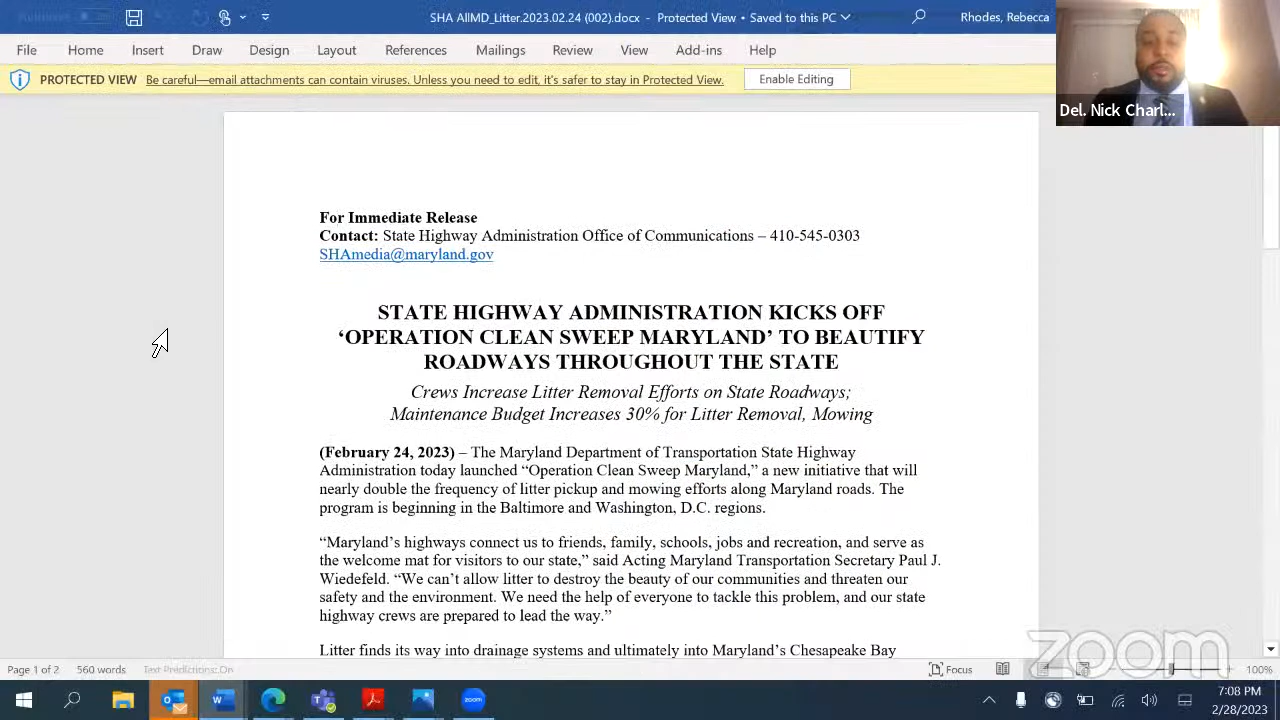 SHA AllMD_Litter.2023.02.24 (002).docx - Protected View • Saved to this PC
Rhodes, Rebecca
File Home Insert Draw Design Layout References Mailings Review View Add-ins Help
PROTECTED VIEW Be careful—email attachments can contain viruses. Unless you need to edit, it's safer to stay in Protected View. Enable Editing
Del. Nick Charl...
For Immediate Release
Contact: State Highway Administration Office of Communications – 410-545-0303
SHAmedia@maryland.gov
STATE HIGHWAY ADMINISTRATION KICKS OFF
‘OPERATION CLEAN SWEEP MARYLAND’ TO BEAUTIFY
ROADWAYS THROUGHOUT THE STATE
Crews Increase Litter Removal Efforts on State Roadways;
Maintenance Budget Increases 30% for Litter Removal, Mowing
(February 24, 2023) – The Maryland Department of Transportation State Highway
Administration today launched “Operation Clean Sweep Maryland,” a new initiative that will
nearly double the frequency of litter pickup and mowing efforts along Maryland roads. The
program is beginning in the Baltimore and Washington, D.C. regions.
“Maryland’s highways connect us to friends, family, schools, jobs and recreation, and serve as
the welcome mat for visitors to our state,” said Acting Maryland Transportation Secretary Paul J.
Wiedefeld. “We can’t allow litter to destroy the beauty of our communities and threaten our
safety and the environment. We need the help of everyone to tackle this problem, and our state
highway crews are prepared to lead the way.”
Litter finds its way into drainage systems and ultimately into Maryland’s Chesapeake Bay
zoom
Page 1 of 2 560 words Text Predictions: On Focus 100%
zoom
7:08 PM
2/28/2023